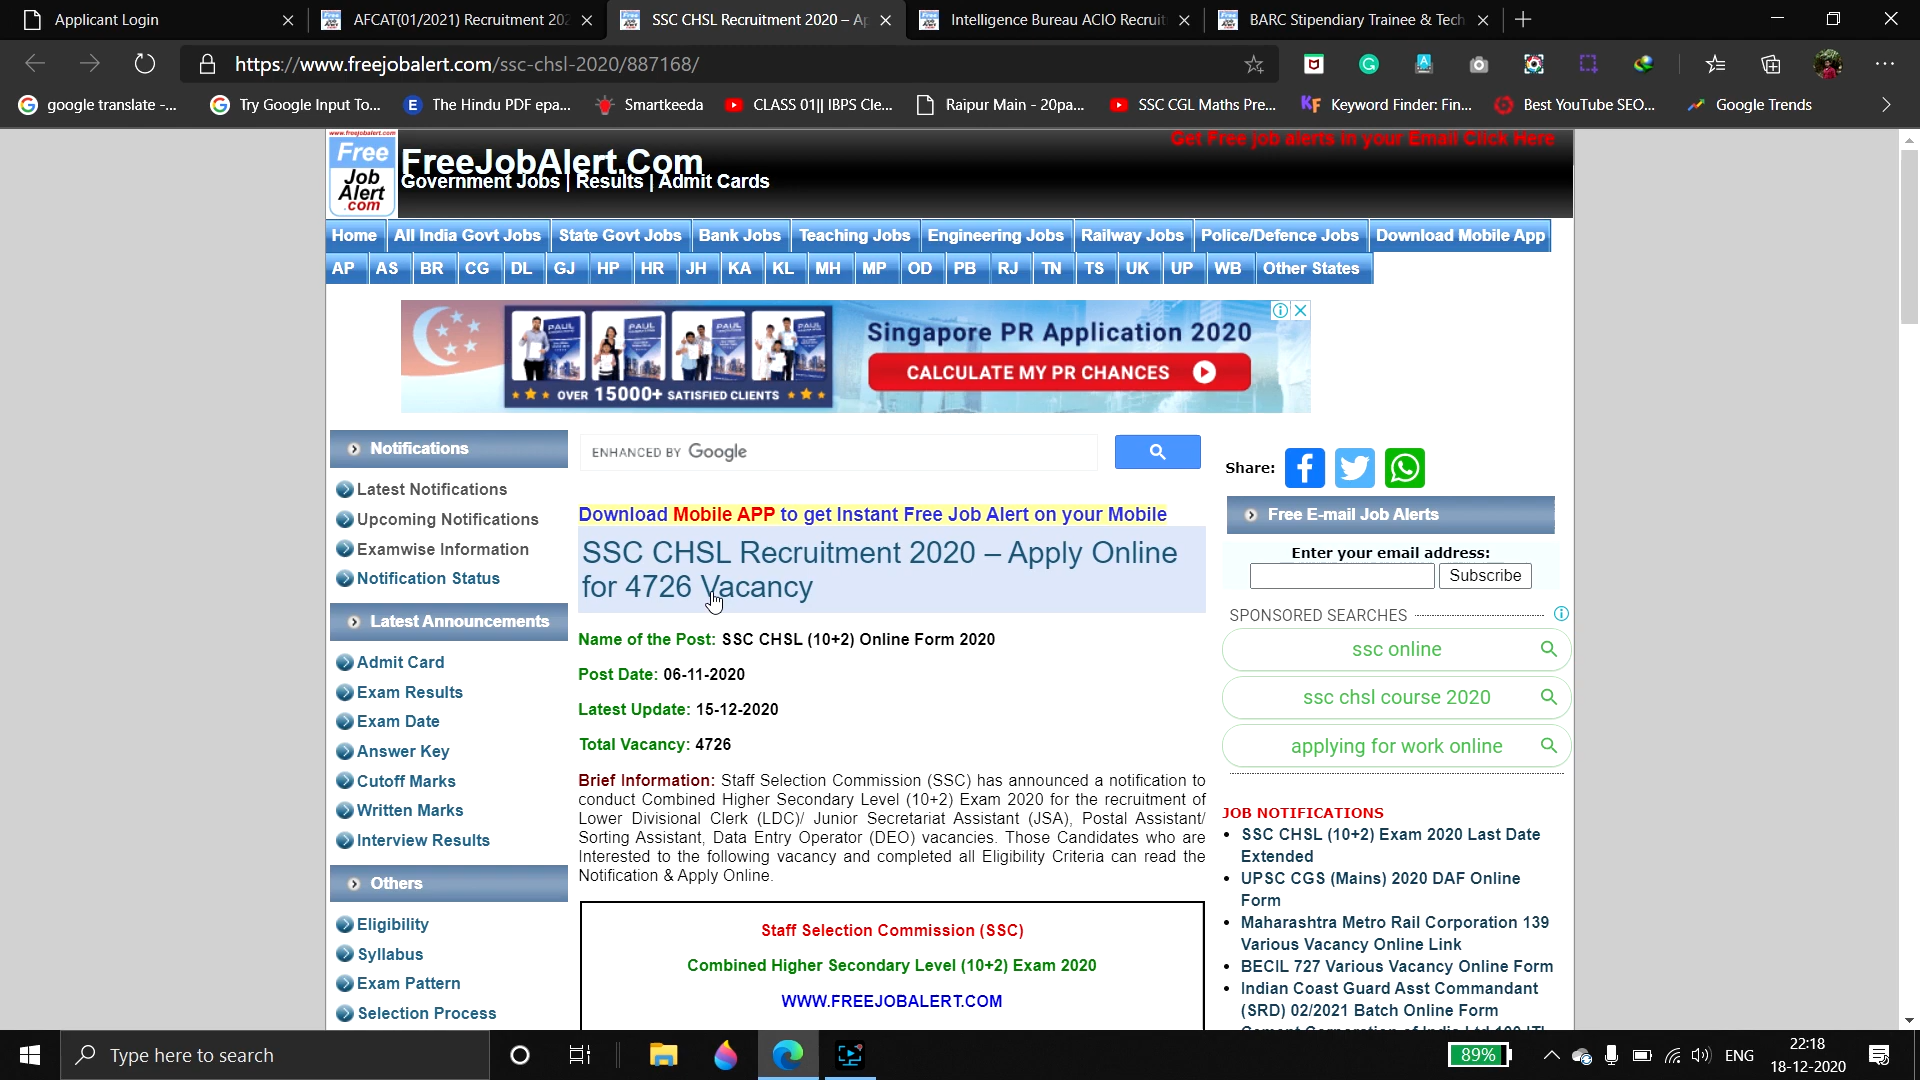 Applicant Login
AFCAT(01/2021) Recruitment 202
SSC CHSL Recruitment 2020 – Ap
Intelligence Bureau ACIO Recruit
BARC Stipendiary Trainee & Tech
https://www.freejobalert.com/ssc-chsl-2020/887168/
google translate -...
Try Google Input To...
The Hindu PDF epa...
Smartkeeda
CLASS 01|| IBPS Cle...
Raipur Main - 20pa...
SSC CGL Maths Pre...
Keyword Finder: Fin...
Best YouTube SEO...
Google Trends
www.freejobalert.com
Free
Job
Alert
.com
FreeJobAlert.Com
Government Jobs | Results | Admit Cards
Get Free job alerts in your Email Click Here
Home All India Govt Jobs State Govt Jobs Bank Jobs Teaching Jobs Engineering Jobs Railway Jobs Police/Defence Jobs Download Mobile App
AP AS BR CG DL GJ HP HR JH KA KL MH MP OD PB RJ TN TS UK UP WB Other States
PAUL PAUL PAUL PAUL
OVER 15000+ SATISFIED CLIENTS
Singapore PR Application 2020
CALCULATE MY PR CHANCES
Notifications
Latest Notifications
Upcoming Notifications
Examwise Information
Notification Status
Latest Announcements
Admit Card
Exam Results
Exam Date
Answer Key
Cutoff Marks
Written Marks
Interview Results
Others
Eligibility
Syllabus
Exam Pattern
Selection Process
ENHANCED BY Google
Download Mobile APP to get Instant Free Job Alert on your Mobile
SSC CHSL Recruitment 2020 – Apply Online
for 4726 Vacancy
Name of the Post: SSC CHSL (10+2) Online Form 2020
Post Date: 06-11-2020
Latest Update: 15-12-2020
Total Vacancy: 4726
Brief Information: Staff Selection Commission (SSC) has announced a notification to
conduct Combined Higher Secondary Level (10+2) Exam 2020 for the recruitment of
Lower Divisional Clerk (LDC)/ Junior Secretariat Assistant (JSA), Postal Assistant/
Sorting Assistant, Data Entry Operator (DEO) vacancies. Those Candidates who are
Interested to the following vacancy and completed all Eligibility Criteria can read the
Notification & Apply Online.
Staff Selection Commission (SSC)
Combined Higher Secondary Level (10+2) Exam 2020
WWW.FREEJOBALERT.COM
Share:
Free E-mail Job Alerts
Enter your email address:
Subscribe
SPONSORED SEARCHES
ssc online
ssc chsl course 2020
applying for work online
JOB NOTIFICATIONS
SSC CHSL (10+2) Exam 2020 Last Date
Extended
UPSC CGS (Mains) 2020 DAF Online
Form
Maharashtra Metro Rail Corporation 139
Various Vacancy Online Link
BECIL 727 Various Vacancy Online Form
Indian Coast Guard Asst Commandant
(SRD) 02/2021 Batch Online Form
Type here to search
89%
ENG
22:18
18-12-2020